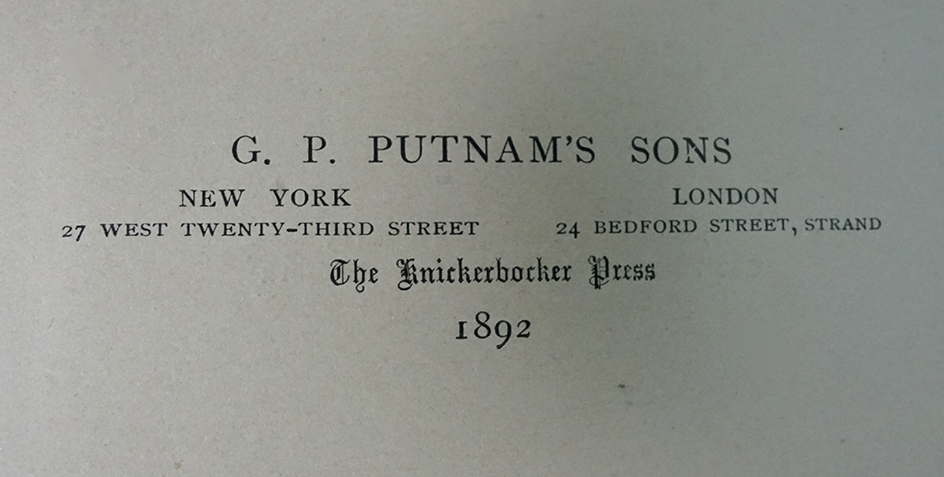 G. P. PUTNAM'S SONS
NEW YORK LONDON
27 WEST TWENTY-THIRD STREET 24 BEDFORD STREET, STRAND
The Knickerbocker Press
1892